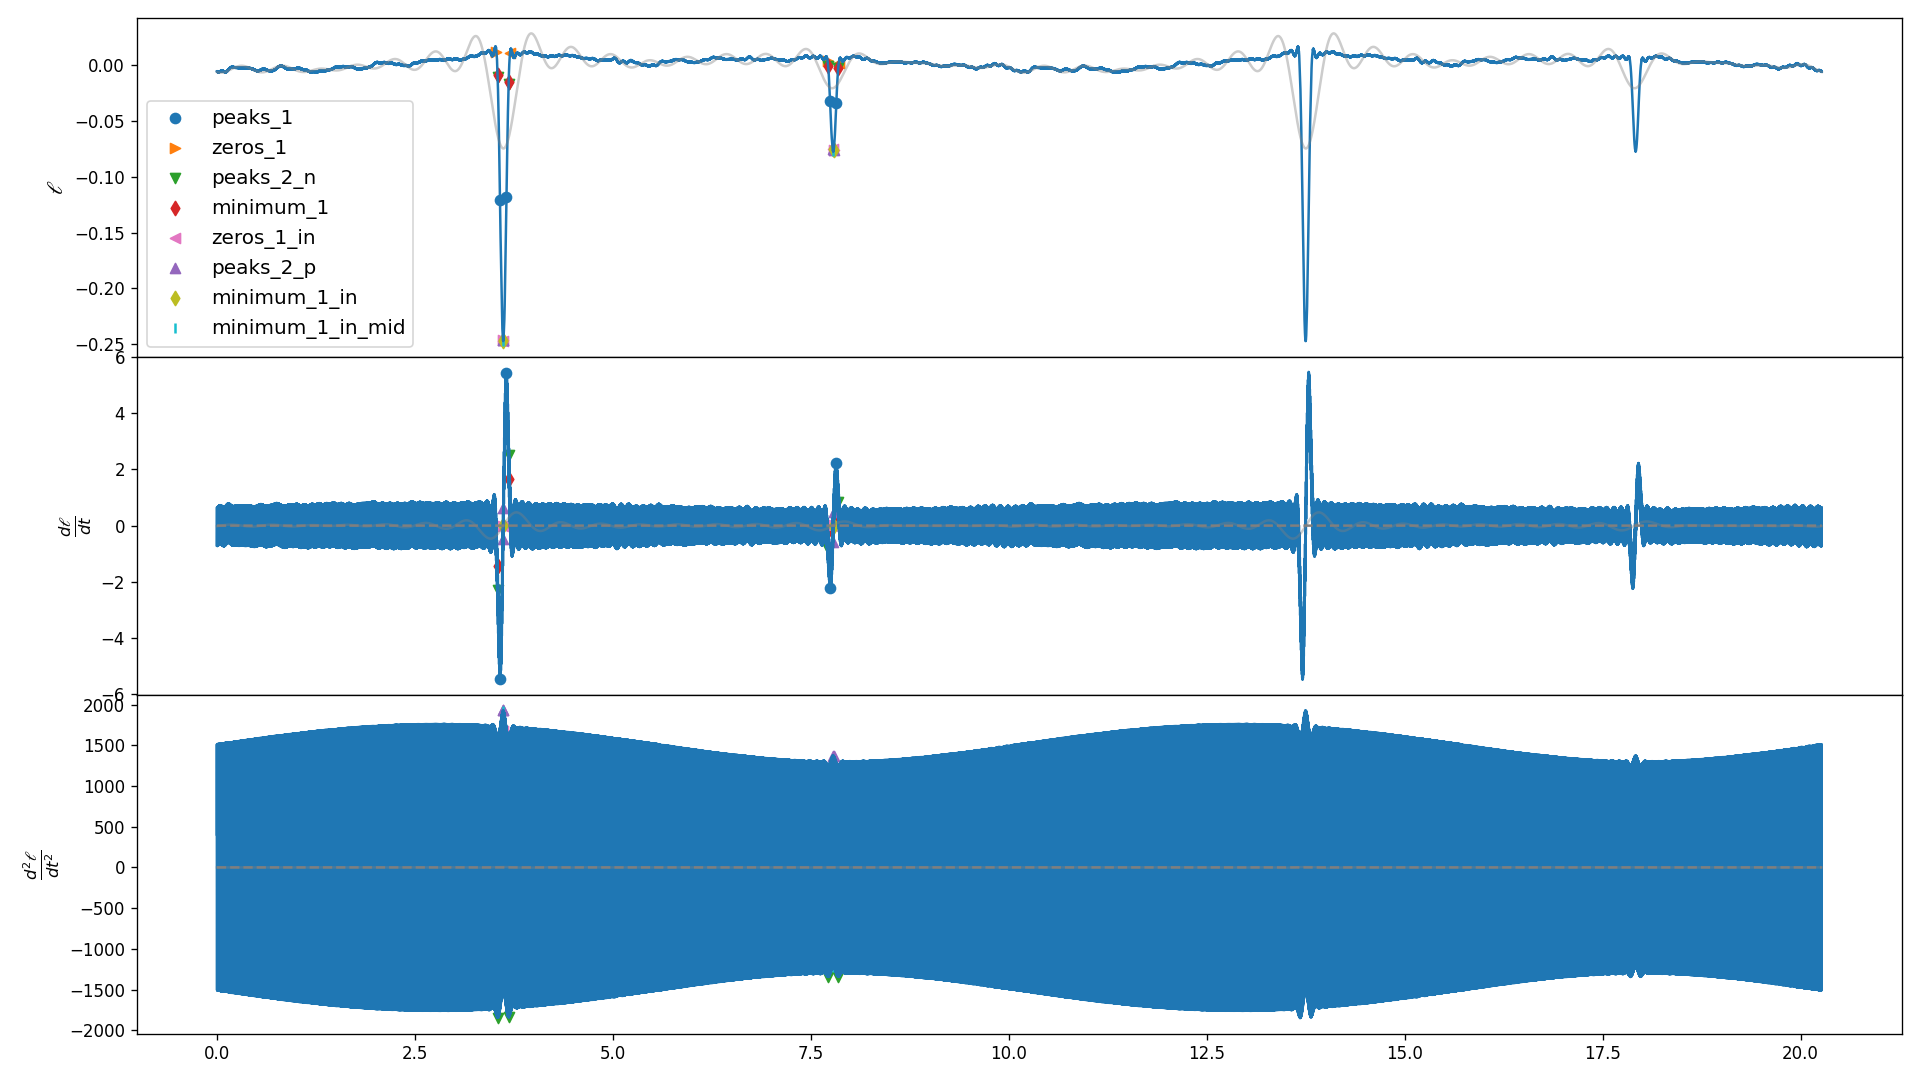 0.00
−0.05
−0.10
−0.15
−0.20
−0.25
ℓ
peaks_1
zeros_1
peaks_2_n
minimum_1
zeros_1_in
peaks_2_p
minimum_1_in
minimum_1_in_mid
6
4
2
0
−2
−4
−6
dℓ
dt
2000
1500
1000
500
0
−500
−1000
−1500
−2000
d²ℓ
dt²
0.0 2.5 5.0 7.5 10.0 12.5 15.0 17.5 20.0